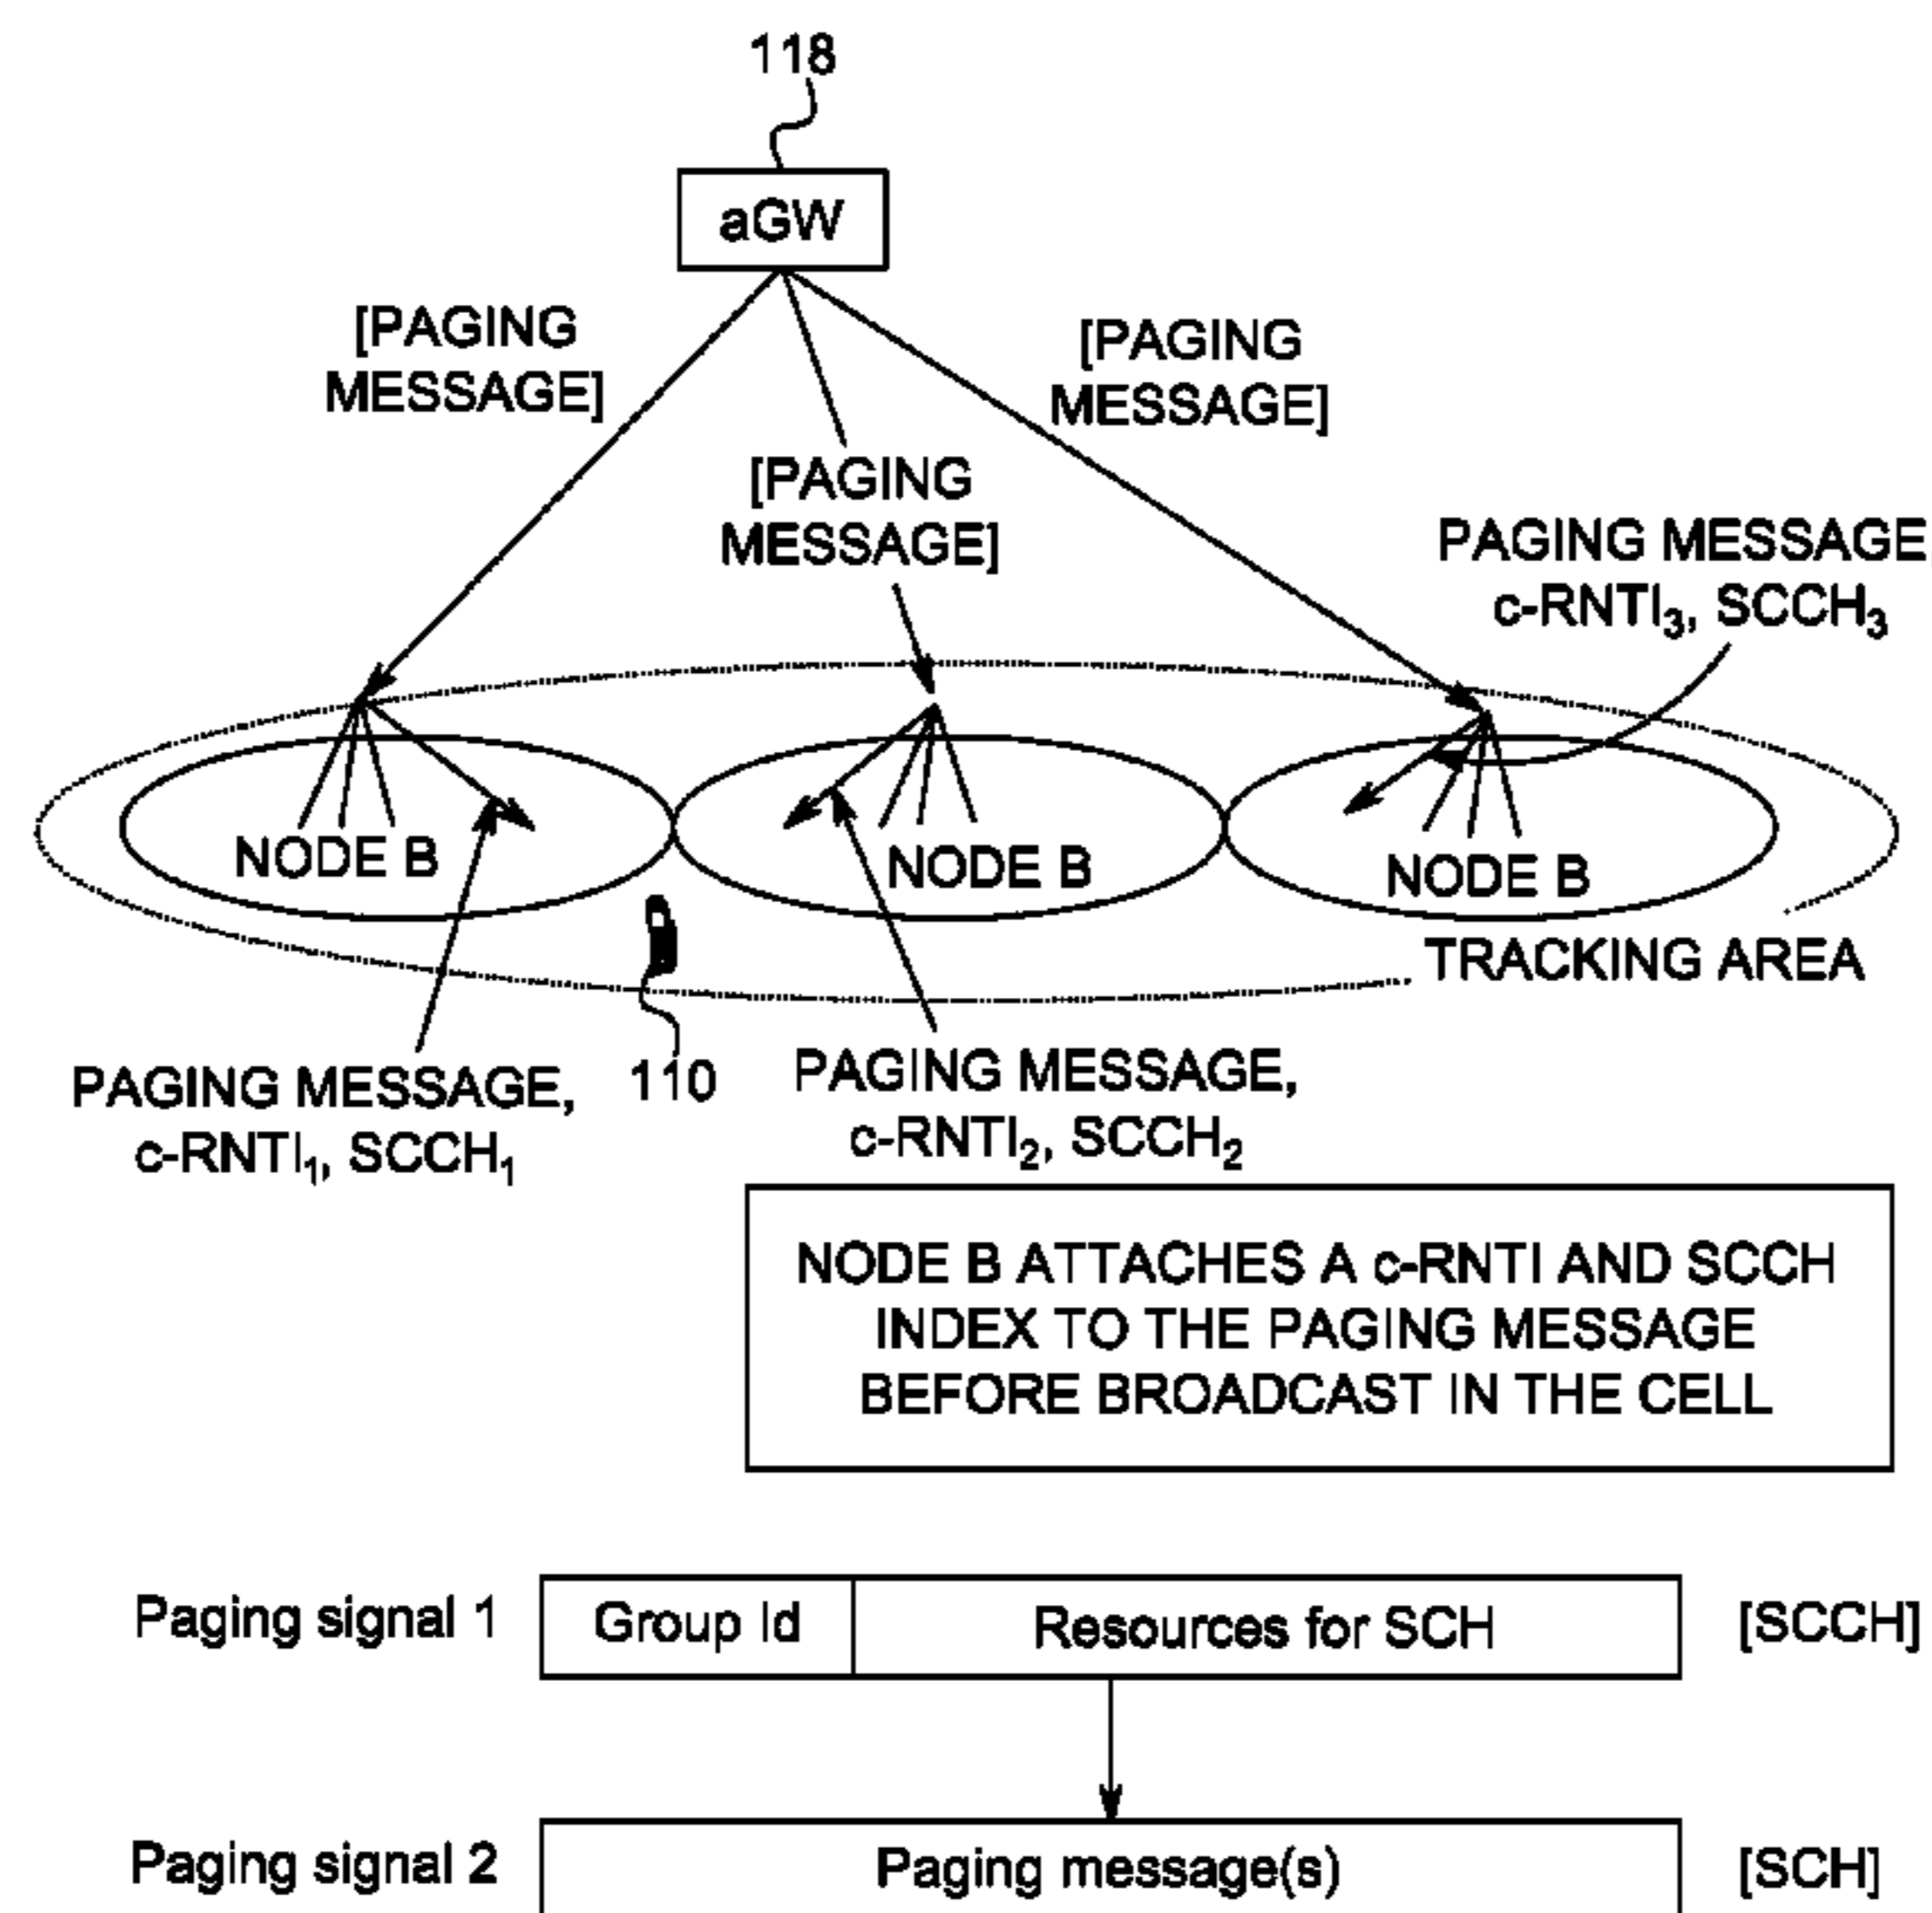 118
aGW
[PAGING
MESSAGE]
[PAGING
MESSAGE]
[PAGING
MESSAGE]
PAGING MESSAGE
c-RNTI3, SCCH3
NODE B
NODE B
NODE B
TRACKING AREA
PAGING MESSAGE,
c-RNTI1, SCCH1
110
PAGING MESSAGE,
c-RNTI2, SCCH2
NODE B ATTACHES A c-RNTI AND SCCH
INDEX TO THE PAGING MESSAGE
BEFORE BROADCAST IN THE CELL
Paging signal 1 Group Id Resources for SCH [SCCH]
Paging signal 2 Paging message(s) [SCH]